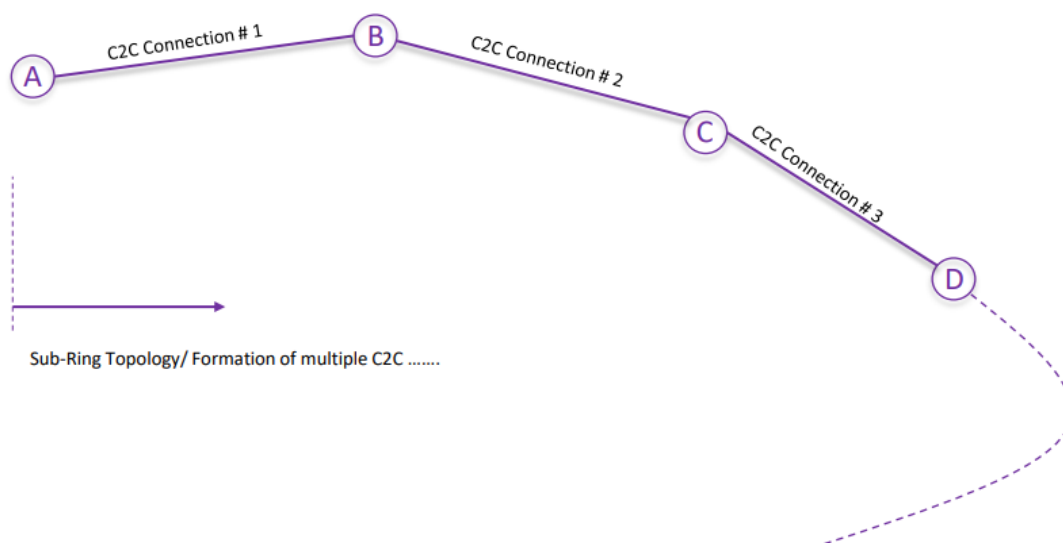 C2C Connection # 1
A
B
C2C Connection # 2
C
C2C Connection # 3
D
Sub-Ring Topology/ Formation of multiple C2C .......